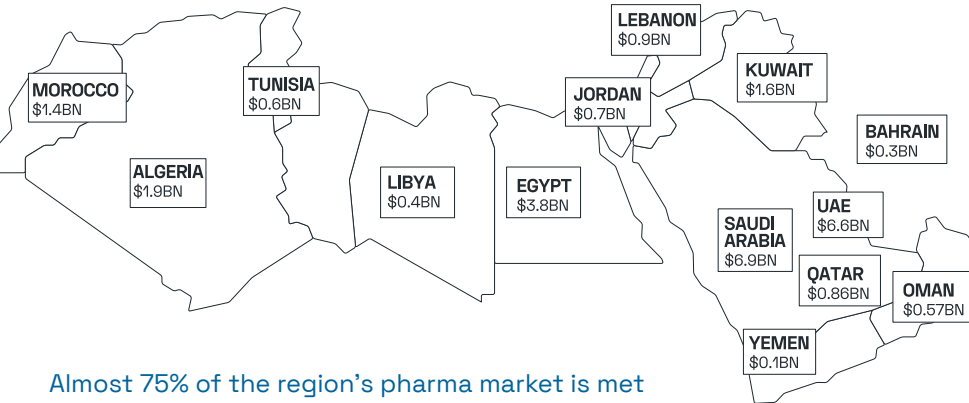 LEBANON
$0.9BN
KUWAIT
$1.6BN
MOROCCO
$1.4BN
TUNISIA
$0.6BN
JORDAN
$0.7BN
BAHRAIN
$0.3BN
ALGERIA
$1.9BN
LIBYA
$0.4BN
EGYPT
$3.8BN
UAE
$6.6BN
SAUDI
ARABIA
$6.9BN
QATAR
$0.86BN
OMAN
$0.57BN
YEMEN
$0.1BN
Almost 75% of the region's pharma market is met